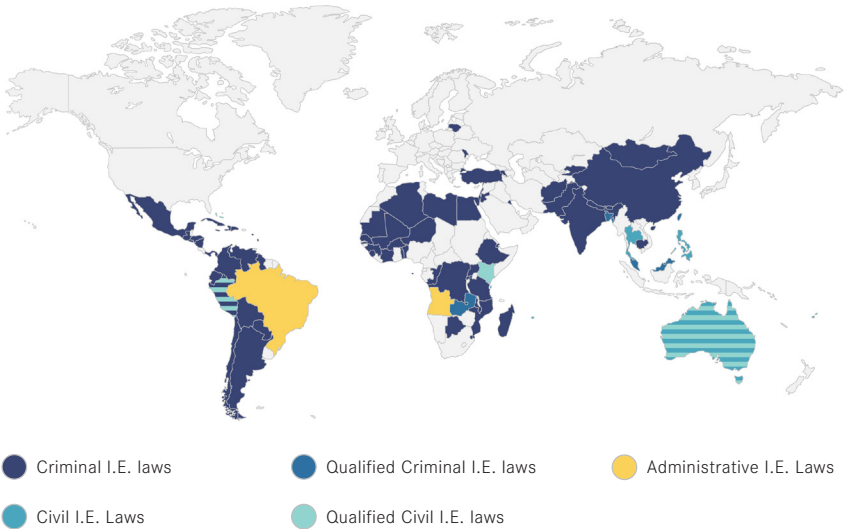 Criminal I.E. laws
Qualified Criminal I.E. laws
Administrative I.E. Laws
Civil I.E. Laws
Qualified Civil I.E. laws